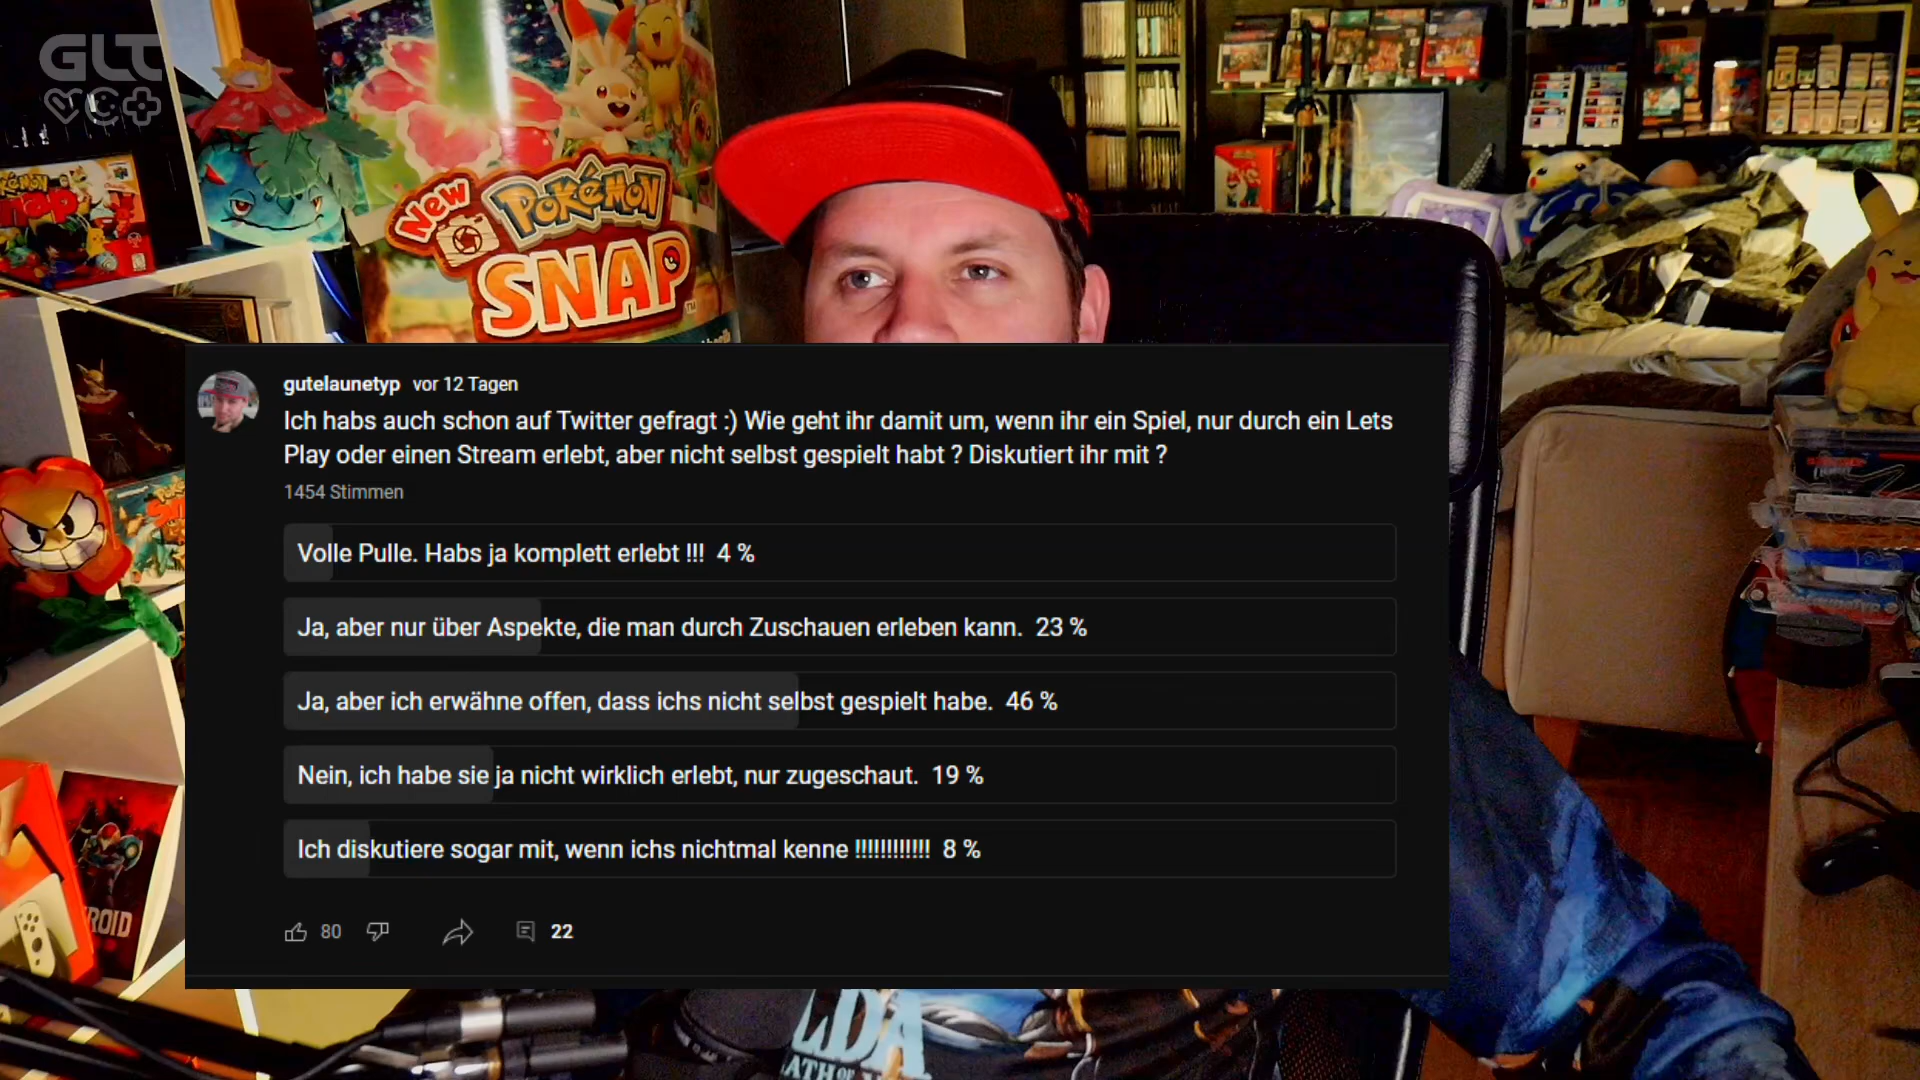 GLT
New
POKéMON
SNAP
TM
gutelaunetyp vor 12 Tagen
Ich habs auch schon auf Twitter gefragt :) Wie geht ihr damit um, wenn ihr ein Spiel, nur durch ein Lets
Play oder einen Stream erlebt, aber nicht selbst gespielt habt ? Diskutiert ihr mit ?
1454 Stimmen
Volle Pulle. Habs ja komplett erlebt !!! 4 %
Ja, aber nur über Aspekte, die man durch Zuschauen erleben kann. 23 %
Ja, aber ich erwähne offen, dass ichs nicht selbst gespielt habe. 46 %
Nein, ich habe sie ja nicht wirklich erlebt, nur zugeschaut. 19 %
Ich diskutiere sogar mit, wenn ichs nichtmal kenne !!!!!!!!!!!! 8 %
80
22
ROID
LDA
ATH OF